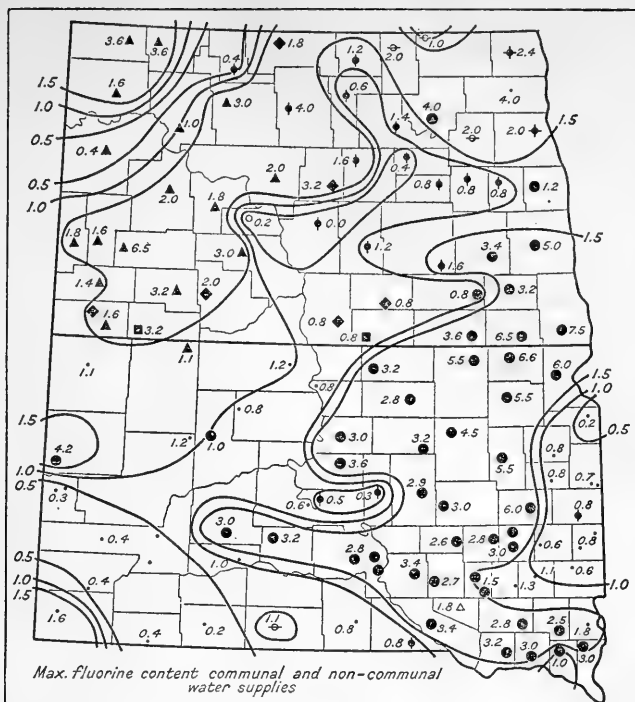 3.6 3.6 0.4 1.8 1.2 2.0 1.0 2.4
1.5 1.6 3.0 4.0 0.6 4.0 4.0
1.0 1.0 1.4 2.0 2.0 1.5
0.5 0.4 2.0 1.6 0.4
0.5 2.0 1.8 3.2 0.8 0.8 0.8 1.2
1.0 0.2 0.0
1.8 1.6 6.5 3.0 1.2 3.4 5.0 1.5
1.4 3.2 2.0 1.6
1.6 3.2 0.8 0.8 0.8 3.2
1.1 0.8 3.6 6.5 7.5
1.1 1.2 3.2 5.5 6.6 6.0
0.8 1.5
1.5 0.8 2.8 5.5 1.0
4.2 1.2 1.0 3.0 3.2 4.5 0.2 0.5
1.0 3.6 5.5 0.8
0.5 0.3 0.6 0.5 0.3 2.9 3.0 6.0 0.8 0.7
0.4 3.0 3.2 2.6 2.8 3.0 0.8 0.8
0.5 0.4 1.0 2.8 3.4 0.6 0.6
1.0 2.7 1.5 1.3 1.1 1.0
1.5 1.6 0.4 0.2 1.1 0.8 1.8
0.8 3.4 2.8 2.5 1.8
3.2 3.0 1.0 3.0
Max. fluorine content communal and non-communal
water supplies